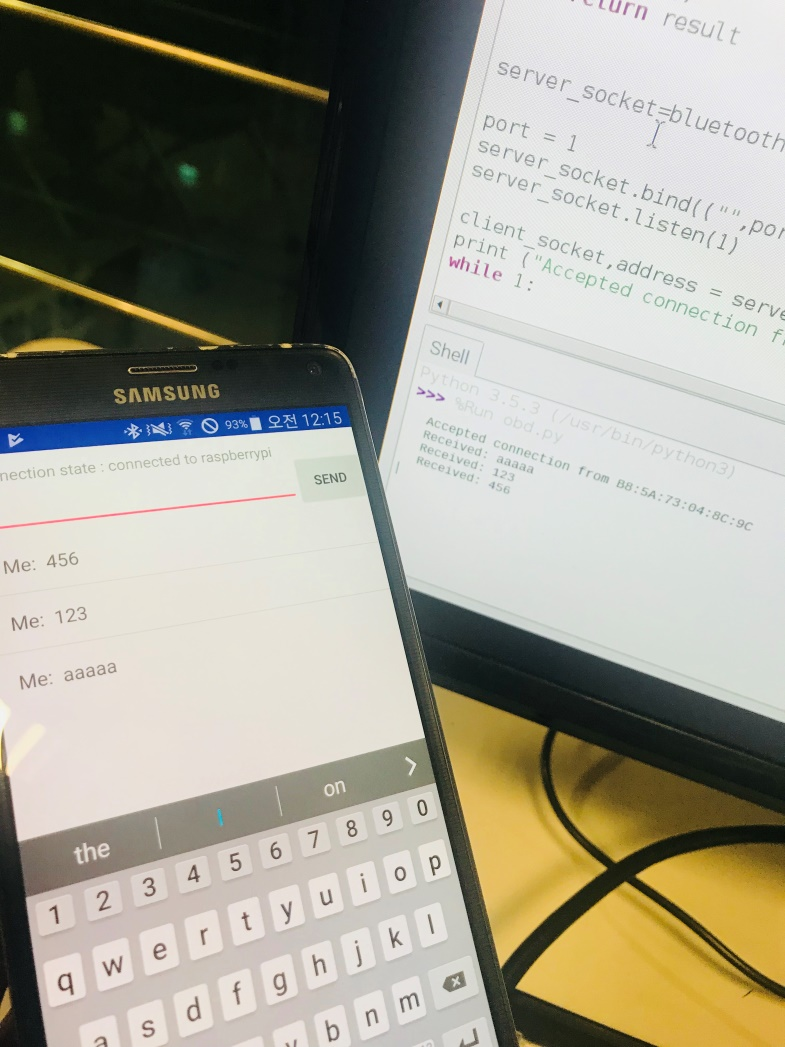 return result
server_socket=bluetooth
port = 1
server_socket.bind(("",por
server_socket.listen(1)
client_socket,address = serve
print ("Accepted connection f
while 1:
Shell
Python 3.5.3 (/usr/bin/python3)
>>> %Run obd.py
Accepted connection from B8:5A:73:04:8C:9C
Received: aaaaa
Received: 123
Received: 456
SAMSUNG
93% 오전 12:15
nection state : connected to raspberrypi
SEND
Me: 456
Me: 123
Me: aaaaa
the i on
1 2 3 4 5 6 7 8 9 0
q w e r t y u i o p
a s d f g h j k l
v b n m